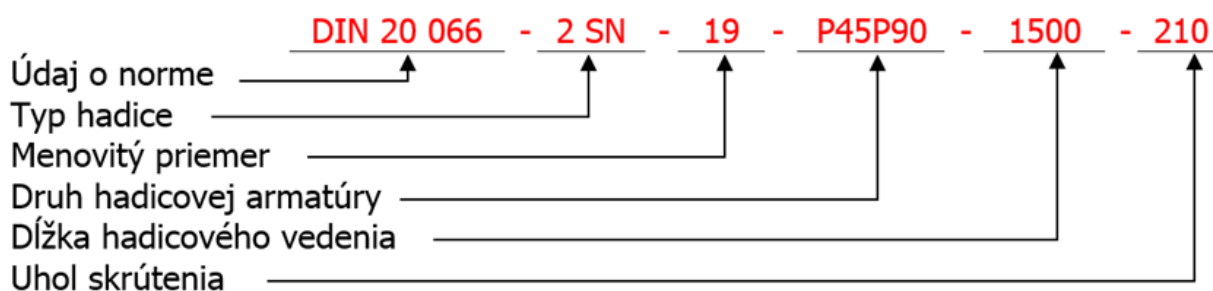 DIN 20 066 - 2 SN - 19 - P45P90 - 1500 - 210
Údaj o norme
Typ hadice
Menovitý priemer
Druh hadicovej armatúry
Dĺžka hadicového vedenia
Uhol skrútenia